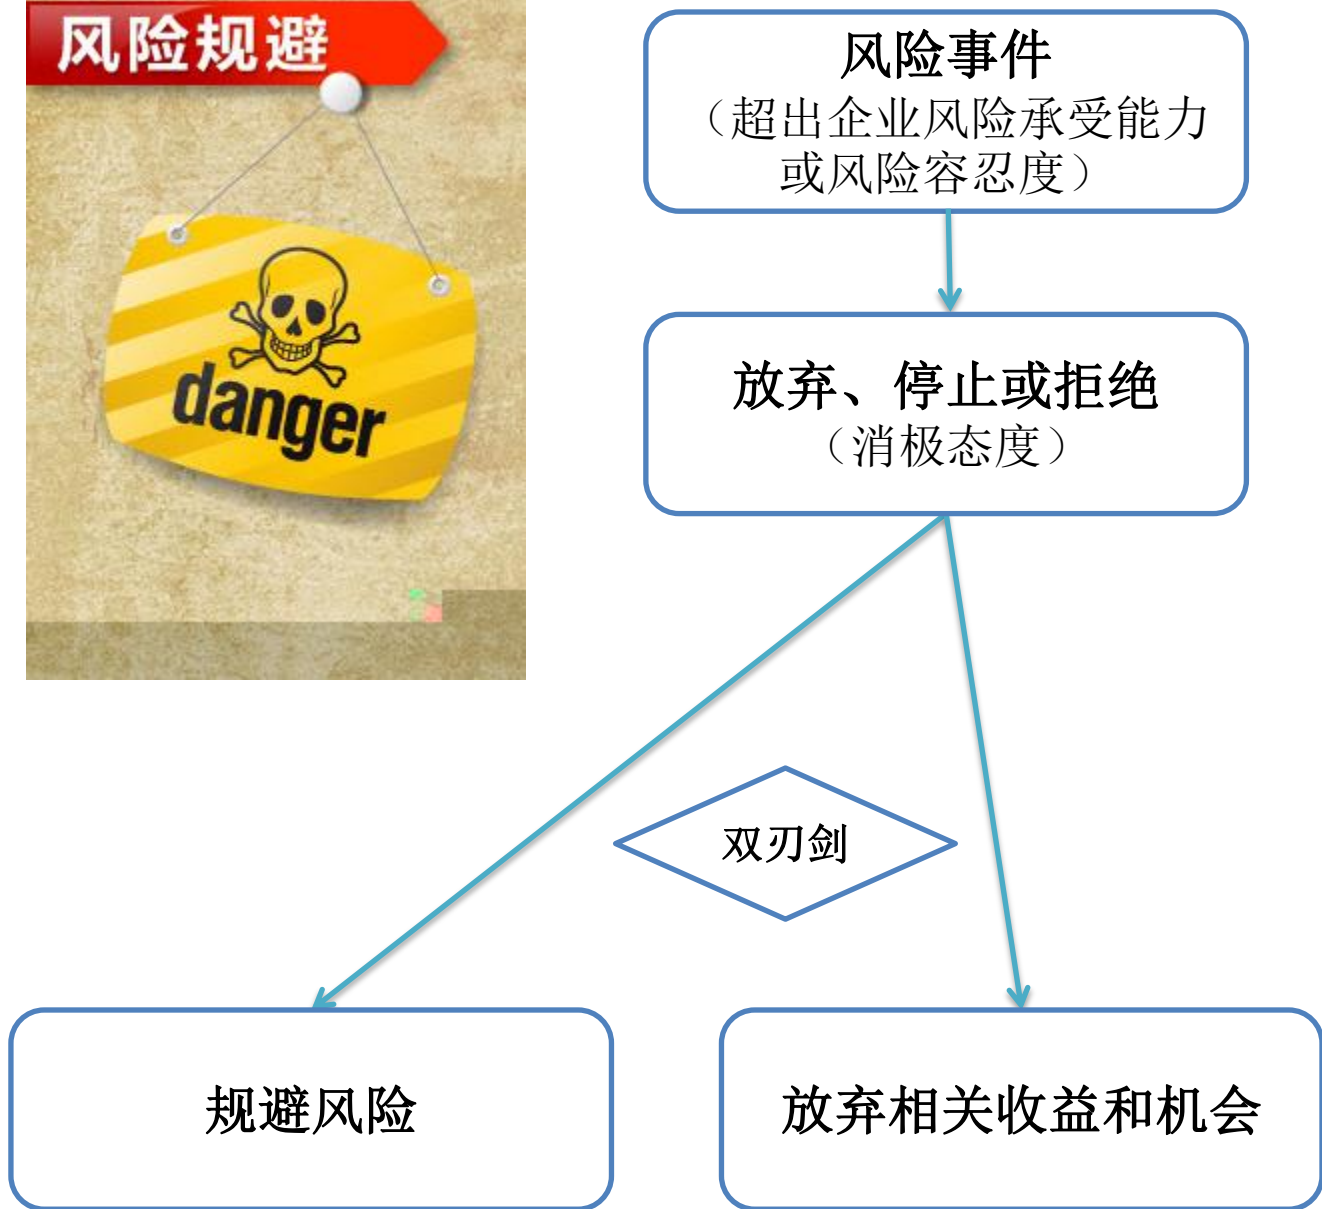 风险规避
danger
风险事件
（超出企业风险承受能力
或风险容忍度）
放弃、停止或拒绝
（消极态度）
双刃剑
规避风险
放弃相关收益和机会